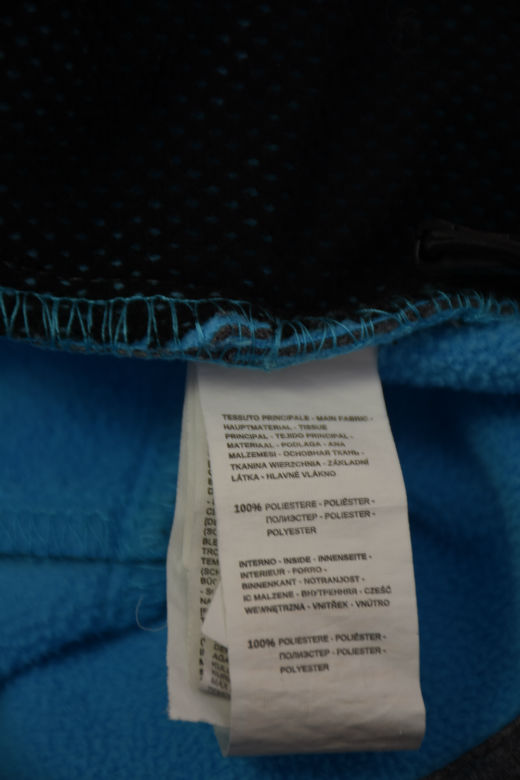 TESSUTO PRINCIPALE - MAIN FABRIC -
HAUPTMATERIAL - TISSUE
PRINCIPAL - TEJIDO PRINCIPAL -
MATERIAAL - PODLAGA - ANA
MALZEMESI - ОСНОВНАЯ ТКАНЬ -
TKANINA WIERZCHNIA - ZÁKLADNÍ
LÁTKA - HLAVNÉ VLÁKNO
100% POLIESTERE - POLIÉSTER -
ПОЛИЭСТЕР - POLIESTER -
POLYESTER
INTERNO - INSIDE - INNENSEITE -
INTERIEUR - FORRO -
BINNENKANT - NOTRANJOST -
IC MALZENE - ВНУТРЕННЯЯ - CZEŚĆ
WEWNĘTRZNA - VNITŘEK - VNÚTRO
100% POLIESTERE - POLIÉSTER -
ПОЛИЭСТЕР - POLIESTER -
POLYESTER